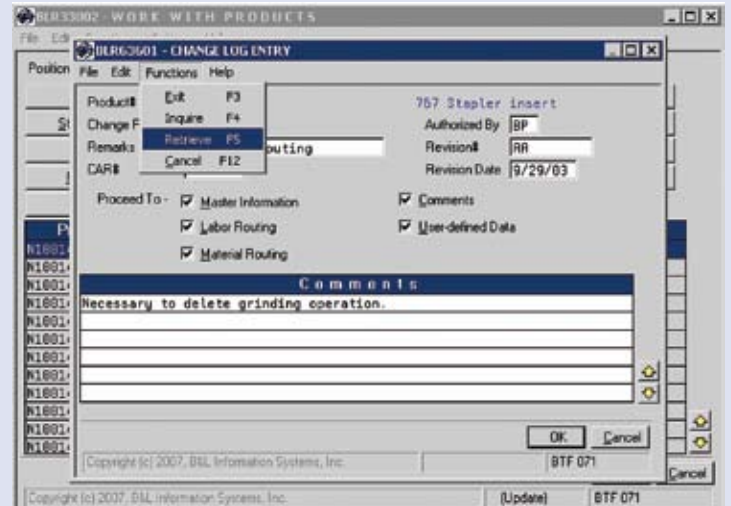 BLR33002 - WORK WITH PRODUCTS
File Ed
Position
BLR63601 - CHANGE LOG ENTRY
File Edit Functions Help
Exit F3
Inquire F4
Retrieve F5
Cancel F12
Product#
757 Stapler insert
Change F
Authorized By BP
Remarks
outing
Revision# AA
CAR#
Revision Date 9/29/03
Proceed To -
Master Information
Comments
Labor Routing
User-defined Data
Material Routing
Comments
Necessary to delete grinding operation.
OK Cancel
Copyright (c) 2007, B&L Information Systems, Inc.
BTF 071
Cancel
Copyright (c) 2007, B&L Information Systems, Inc.
(Update) BTF 071